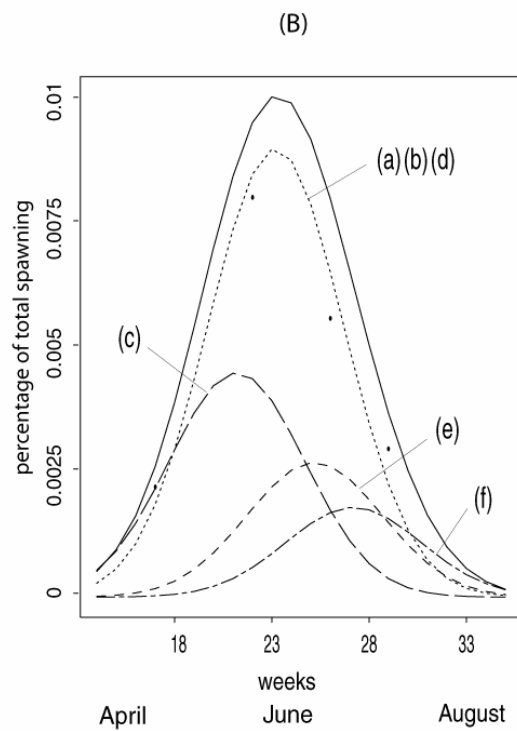 (B)
percentage of total spawning
0.01
0.0075
0.005
0.0025
0
(a)(b)(d)
(c)
(e)
(f)
18 23 28 33
weeks
April June August